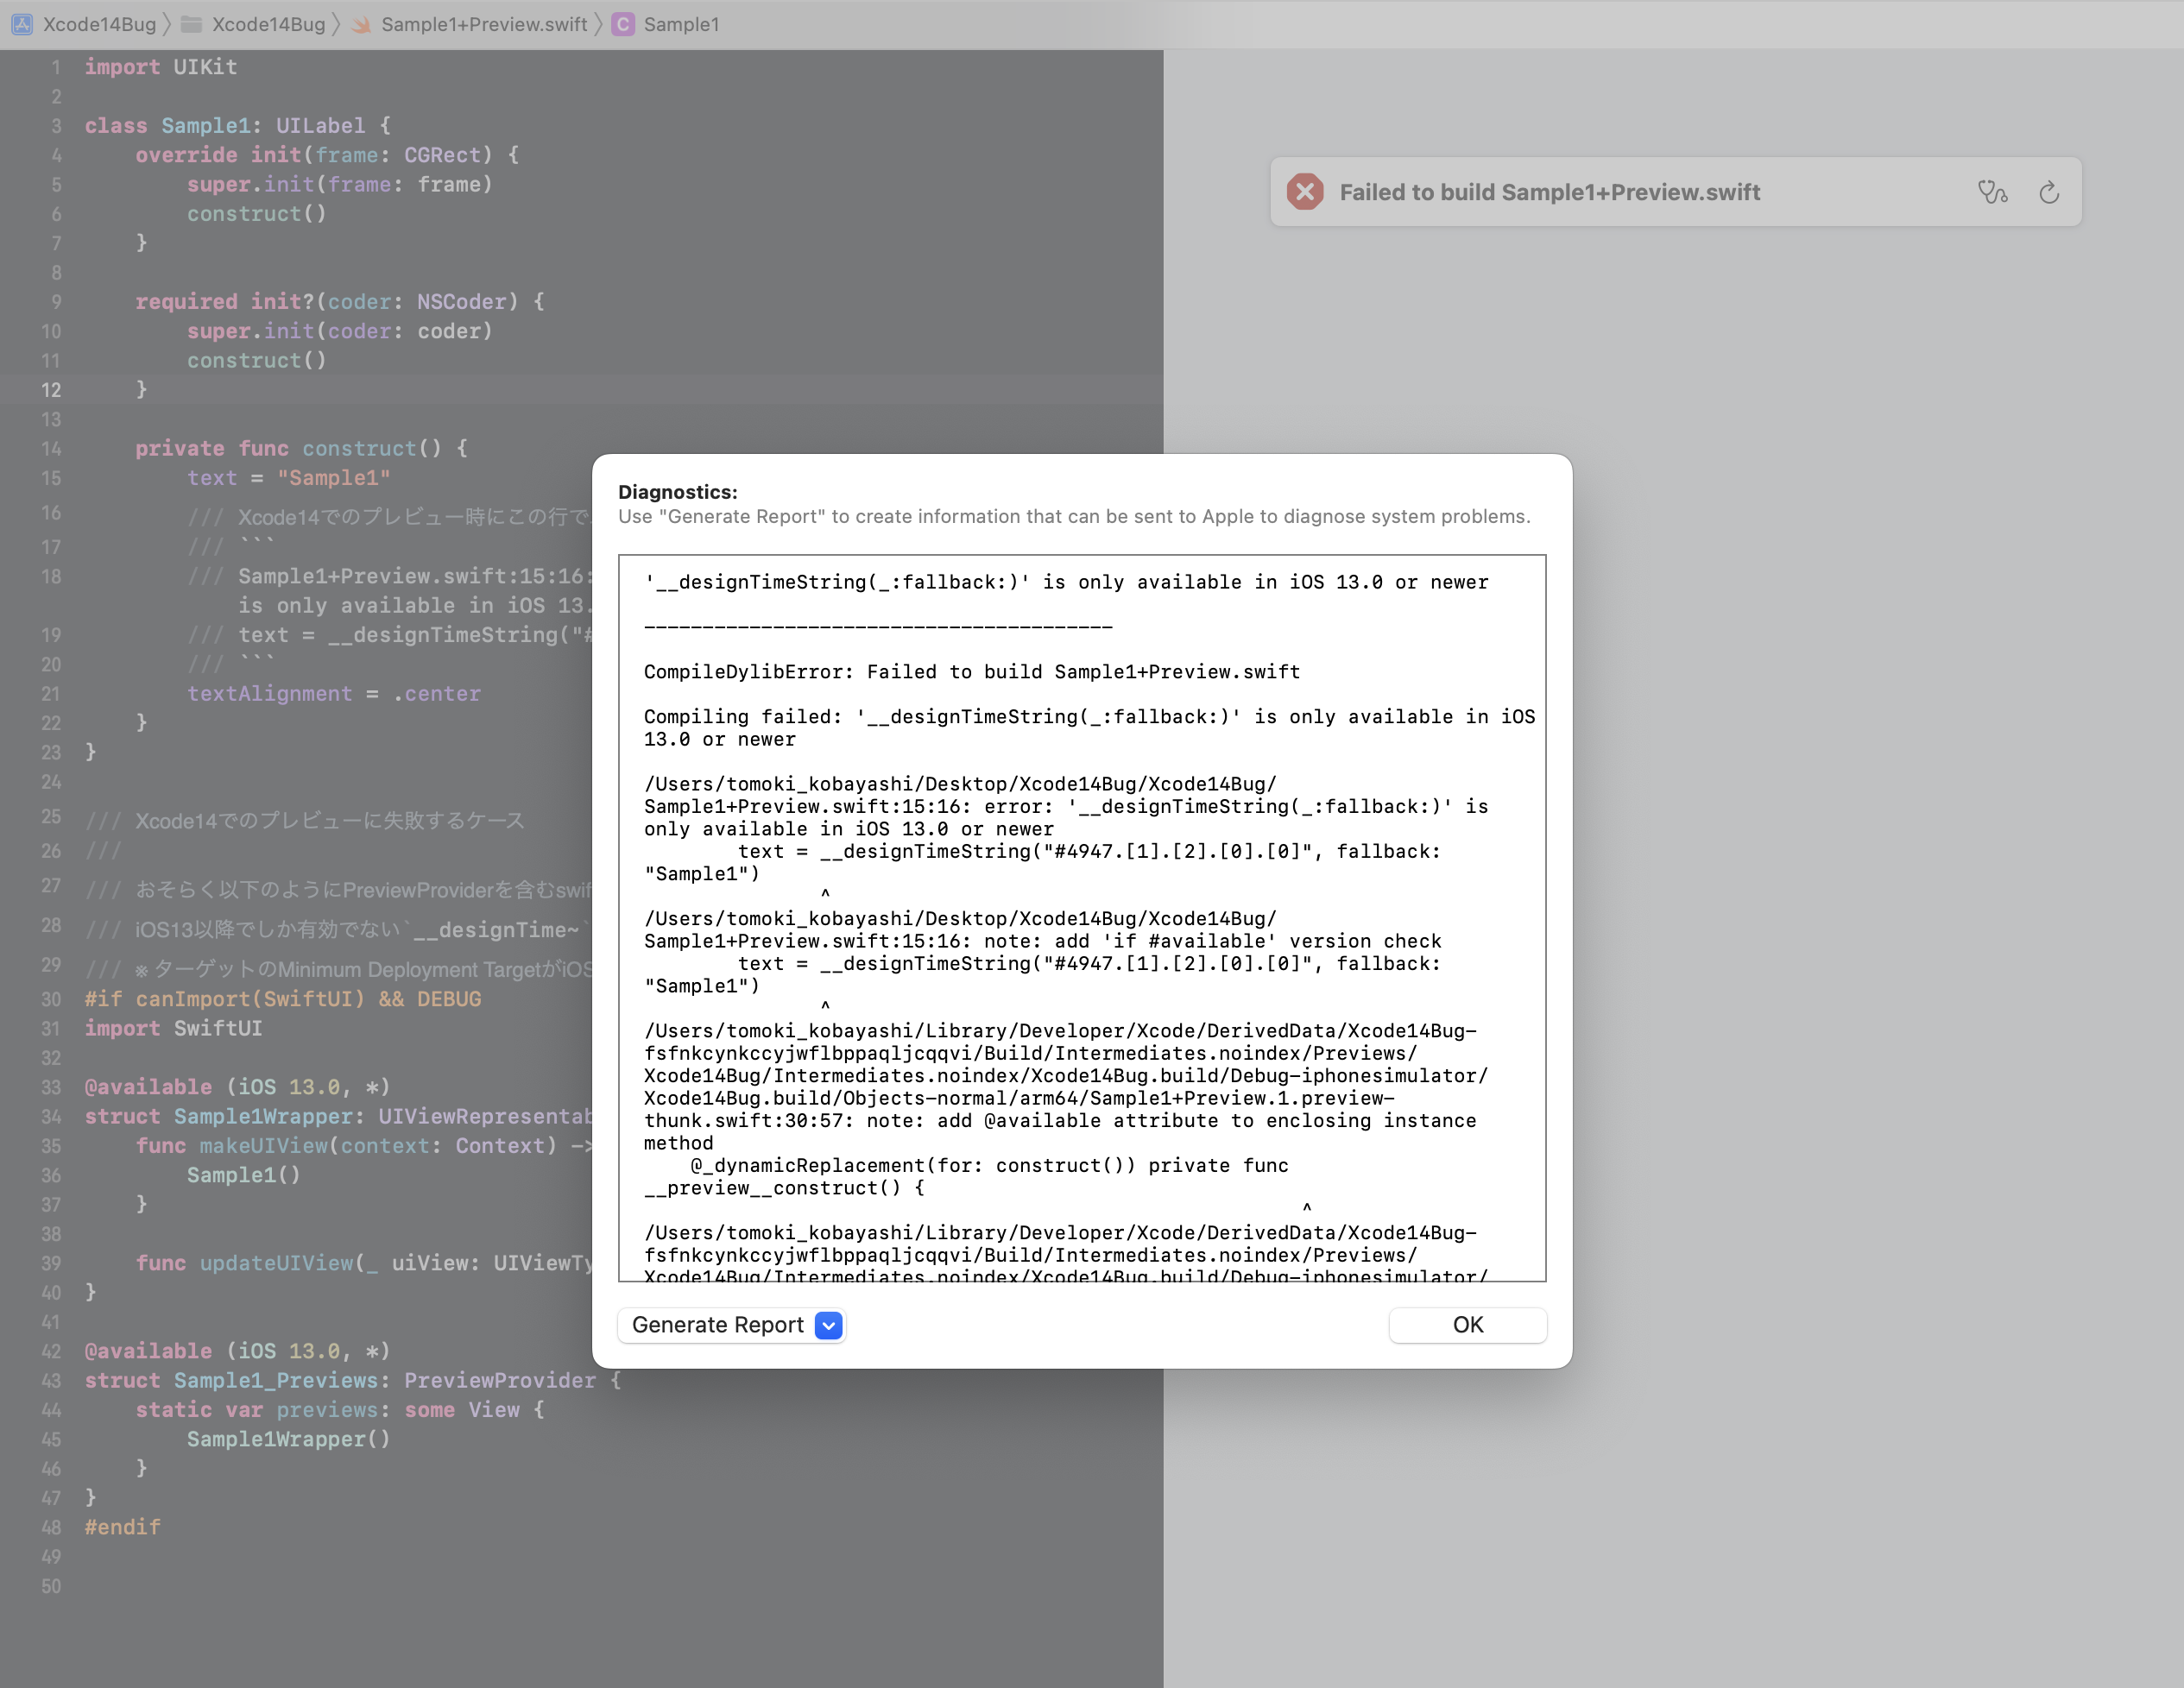 Xcode14Bug 〉 Xcode14Bug 〉 Sample1+Preview.swift 〉 C Sample1
1 import UIKit
2
3 class Sample1: UILabel {
4     override init(frame: CGRect) {
5         super.init(frame: frame)
6         construct()
7     }
8
9     required init?(coder: NSCoder) {
10         super.init(coder: coder)
11         construct()
12     }
13
14     private func construct() {
15         text = "Sample1"
16         /// Xcode14でのプレビュー時にこの行で
17         /// ```
18         /// Sample1+Preview.swift:15:16:
is only available in iOS 13.
19         /// text = __designTimeString("#
20         /// ```
21         textAlignment = .center
22     }
23 }
24
25 /// Xcode14でのプレビューに失敗するケース
26 ///
27 /// おそらく以下のようにPreviewProviderを含むswif
28 /// iOS13以降でしか有効でない`__designTime~`
29 /// ※ ターゲットのMinimum Deployment TargetがiOS
30 #if canImport(SwiftUI) && DEBUG
31 import SwiftUI
32
33 @available (iOS 13.0, *)
34 struct Sample1Wrapper: UIViewRepresentab
35     func makeUIView(context: Context) ->
36         Sample1()
37     }
38
39     func updateUIView(_ uiView: UIViewTy
40 }
41
42 @available (iOS 13.0, *)
43 struct Sample1_Previews: PreviewProvider {
44     static var previews: some View {
45         Sample1Wrapper()
46     }
47 }
48 #endif
49
50
Failed to build Sample1+Preview.swift
Diagnostics:
Use "Generate Report" to create information that can be sent to Apple to diagnose system problems.
'__designTimeString(_:fallback:)' is only available in iOS 13.0 or newer
----------------------------------------
CompileDylibError: Failed to build Sample1+Preview.swift
Compiling failed: '__designTimeString(_:fallback:)' is only available in iOS
13.0 or newer
/Users/tomoki_kobayashi/Desktop/Xcode14Bug/Xcode14Bug/
Sample1+Preview.swift:15:16: error: '__designTimeString(_:fallback:)' is
only available in iOS 13.0 or newer
text = __designTimeString("#4947.[1].[2].[0].[0]", fallback:
"Sample1")
^
/Users/tomoki_kobayashi/Desktop/Xcode14Bug/Xcode14Bug/
Sample1+Preview.swift:15:16: note: add 'if #available' version check
text = __designTimeString("#4947.[1].[2].[0].[0]", fallback:
"Sample1")
^
/Users/tomoki_kobayashi/Library/Developer/Xcode/DerivedData/Xcode14Bug-
fsfnkcynkccyjwflbppaqljcqqvi/Build/Intermediates.noindex/Previews/
Xcode14Bug/Intermediates.noindex/Xcode14Bug.build/Debug-iphonesimulator/
Xcode14Bug.build/Objects-normal/arm64/Sample1+Preview.1.preview-
thunk.swift:30:57: note: add @available attribute to enclosing instance
method
@_dynamicReplacement(for: construct()) private func
__preview__construct() {
^
/Users/tomoki_kobayashi/Library/Developer/Xcode/DerivedData/Xcode14Bug-
fsfnkcynkccyjwflbppaqljcqqvi/Build/Intermediates.noindex/Previews/
Xcode14Bug/Intermediates.noindex/Xcode14Bug.build/Debug-iphonesimulator/
Generate Report
OK